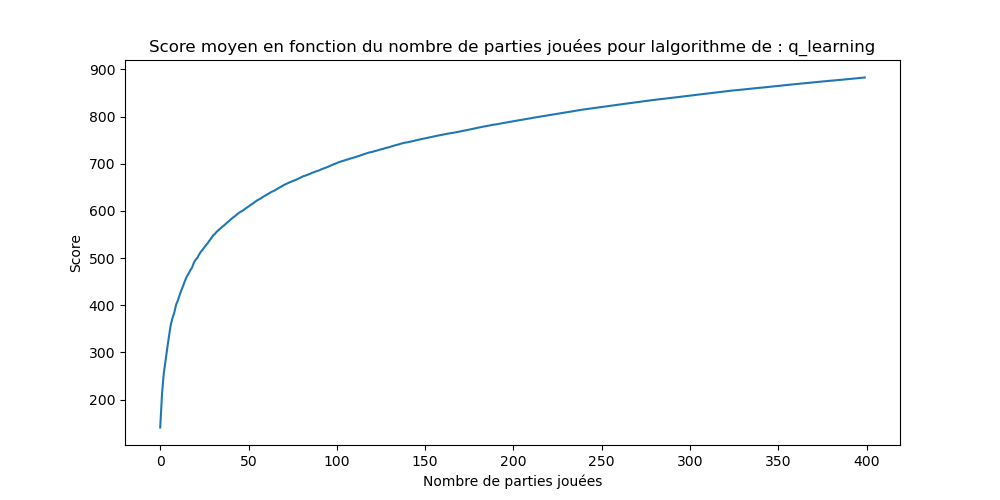 Score moyen en fonction du nombre de parties jouées pour lalgorithme de : q_learning
900
800
700
600
500
400
300
200
Score
0 50 100 150 200 250 300 350 400
Nombre de parties jouées